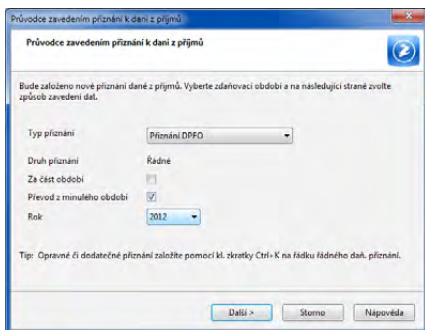 Průvodce zavedením přiznání k dani z příjmů
Průvodce zavedením přiznání k dani z příjmů
Bude založeno nové přiznání dané z příjmů. Vyberte zdaňovací období a na následující straně zvolte
způsob zavedení dat.
Typ přiznání Přiznání DPFO
Druh přiznání Řádné
Za část období
Převod z minulého období
Rok 2012
Tip: Opravné či dodatečné přiznání založíte pomocí kl. zkratky Ctrl+K na řádku řádného daň. přiznání.
Další > Storno Nápověda